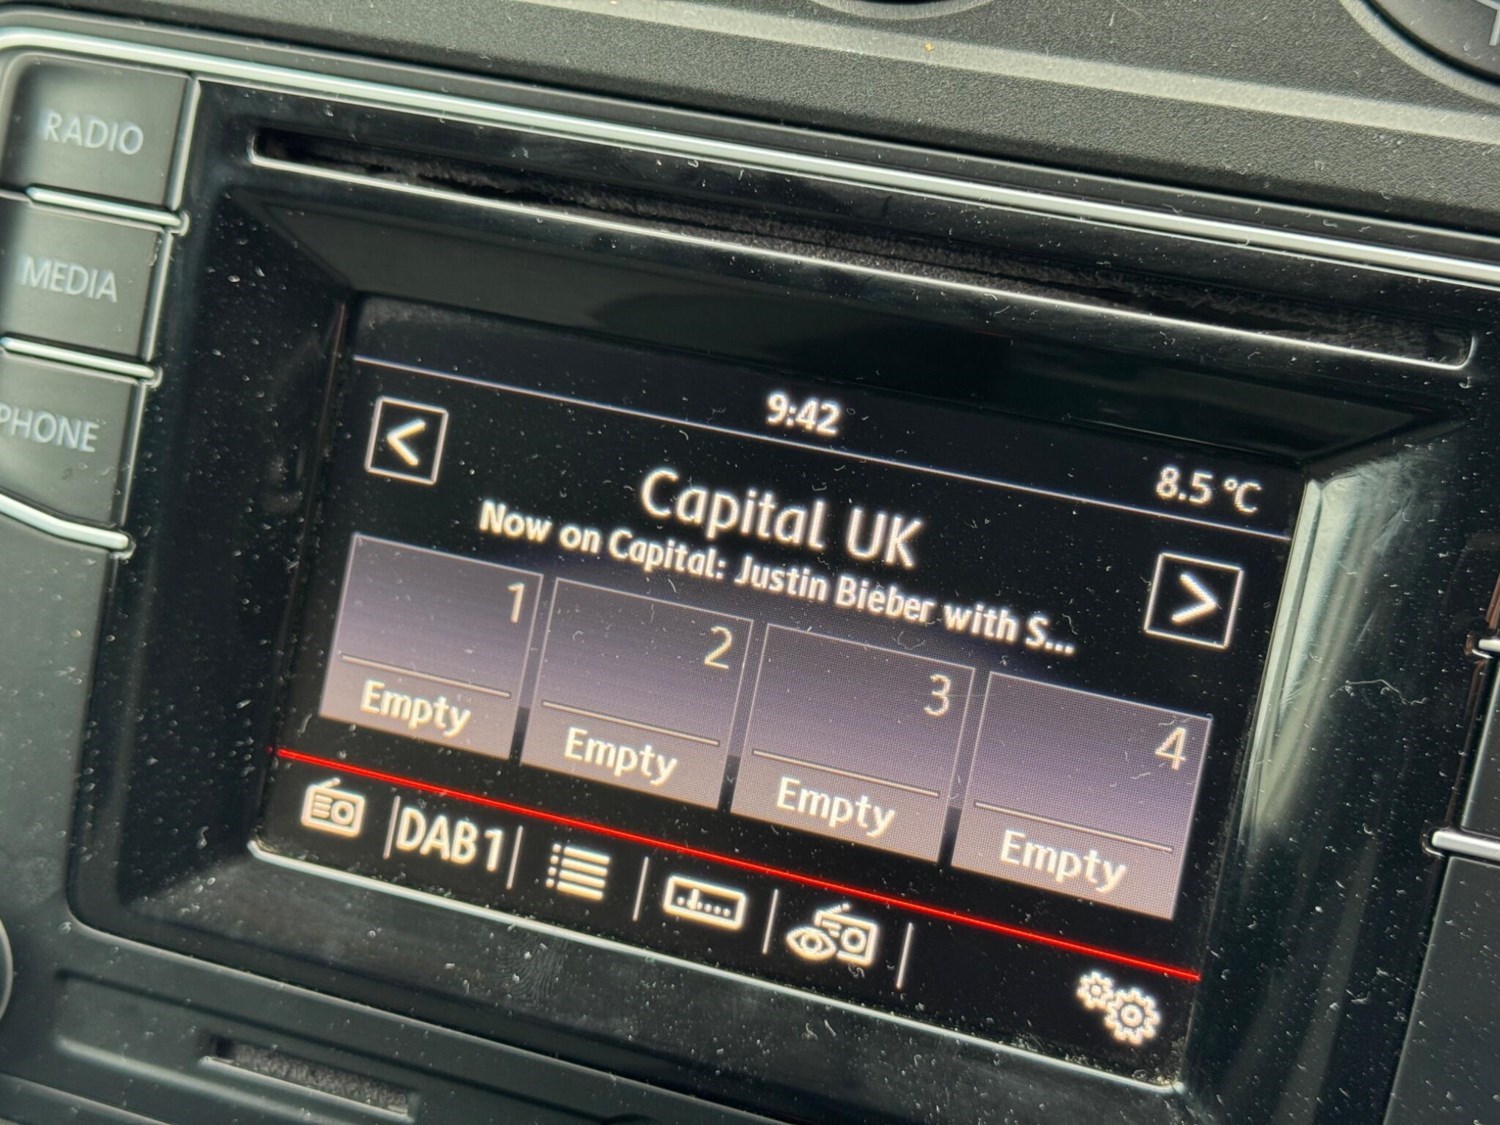 RADIO
MEDIA
PHONE
9:42
8.5 °C
<
Capital UK
>
Now on Capital: Justin Bieber with S...
1
2
3
4
Empty
Empty
Empty
Empty
DAB1